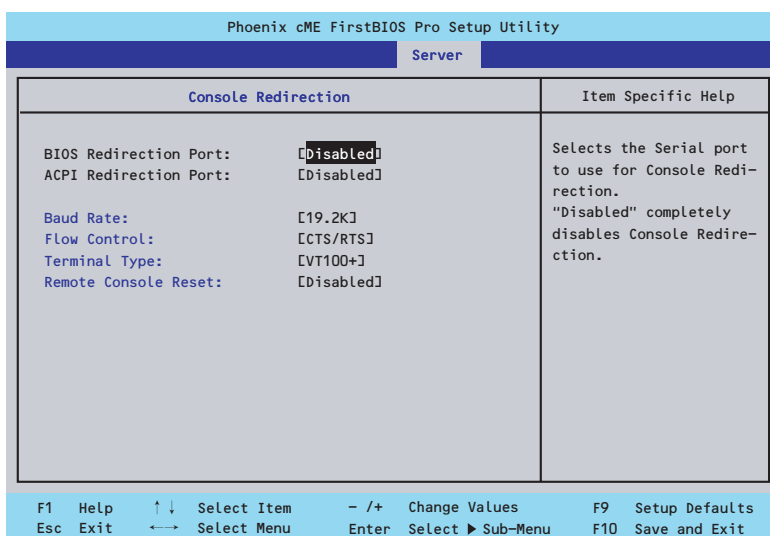 Phoenix cME FirstBIOS Pro Setup Utility
Server
Console Redirection
Item Specific Help
BIOS Redirection Port: [Disabled]
ACPI Redirection Port: [Disabled]
Baud Rate: [19.2K]
Flow Control: [CTS/RTS]
Terminal Type: [VT100+]
Remote Console Reset: [Disabled]
Selects the Serial port
to use for Console Redi-
rection.
"Disabled" completely
disables Console Redire-
ction.
F1 Help ↑↓ Select Item - /+ Change Values F9 Setup Defaults
Esc Exit ←→ Select Menu Enter Select ▶ Sub-Menu F10 Save and Exit